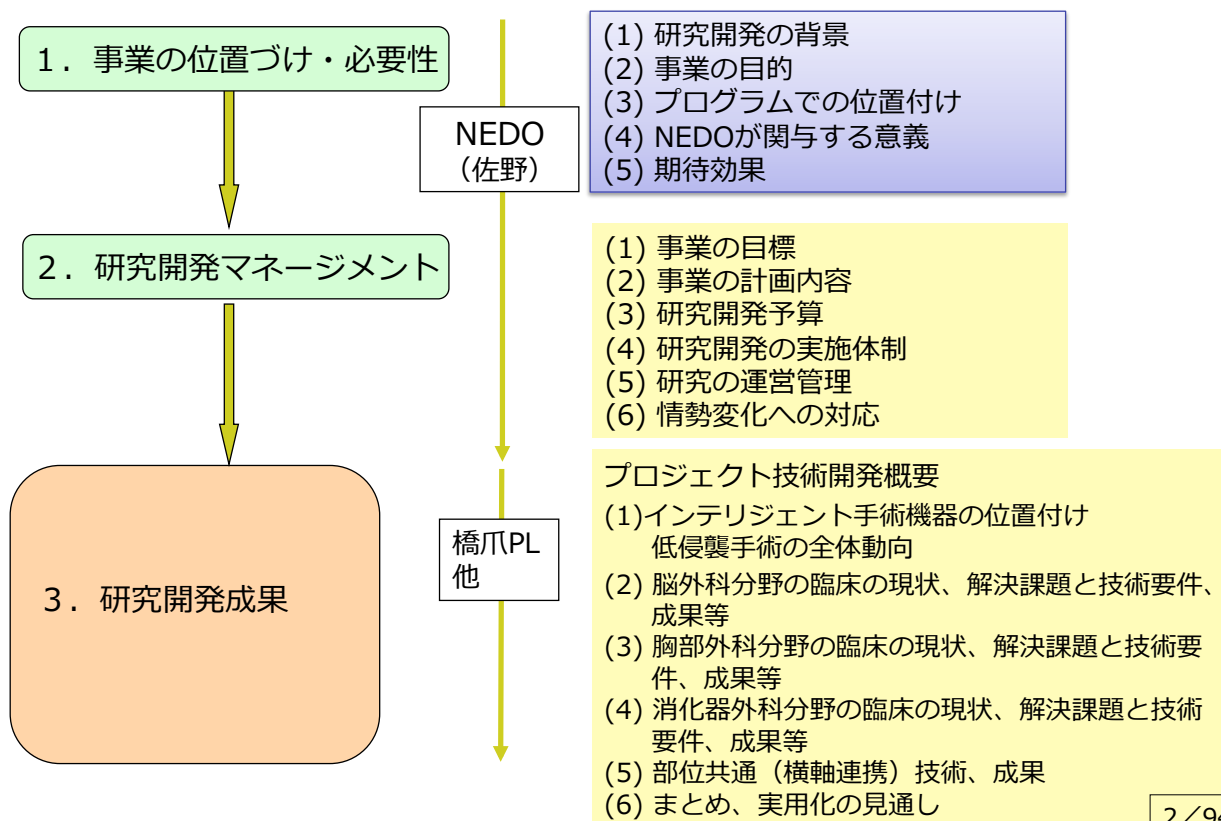 1．事業の位置づけ・必要性
NEDO
（佐野）
(1) 研究開発の背景
(2) 事業の目的
(3) プログラムでの位置付け
(4) NEDOが関与する意義
(5) 期待効果
2．研究開発マネージメント
(1) 事業の目標
(2) 事業の計画内容
(3) 研究開発予算
(4) 研究開発の実施体制
(5) 研究の運営管理
(6) 情勢変化への対応
3．研究開発成果
橋爪PL
他
プロジェクト技術開発概要
(1)インテリジェント手術機器の位置付け
低侵襲手術の全体動向
(2) 脳外科分野の臨床の現状、解決課題と技術要件、
成果等
(3) 胸部外科分野の臨床の現状、解決課題と技術要
件、成果等
(4) 消化器外科分野の臨床の現状、解決課題と技術
要件、成果等
(5) 部位共通（横軸連携）技術、成果
(6) まとめ、実用化の見通し